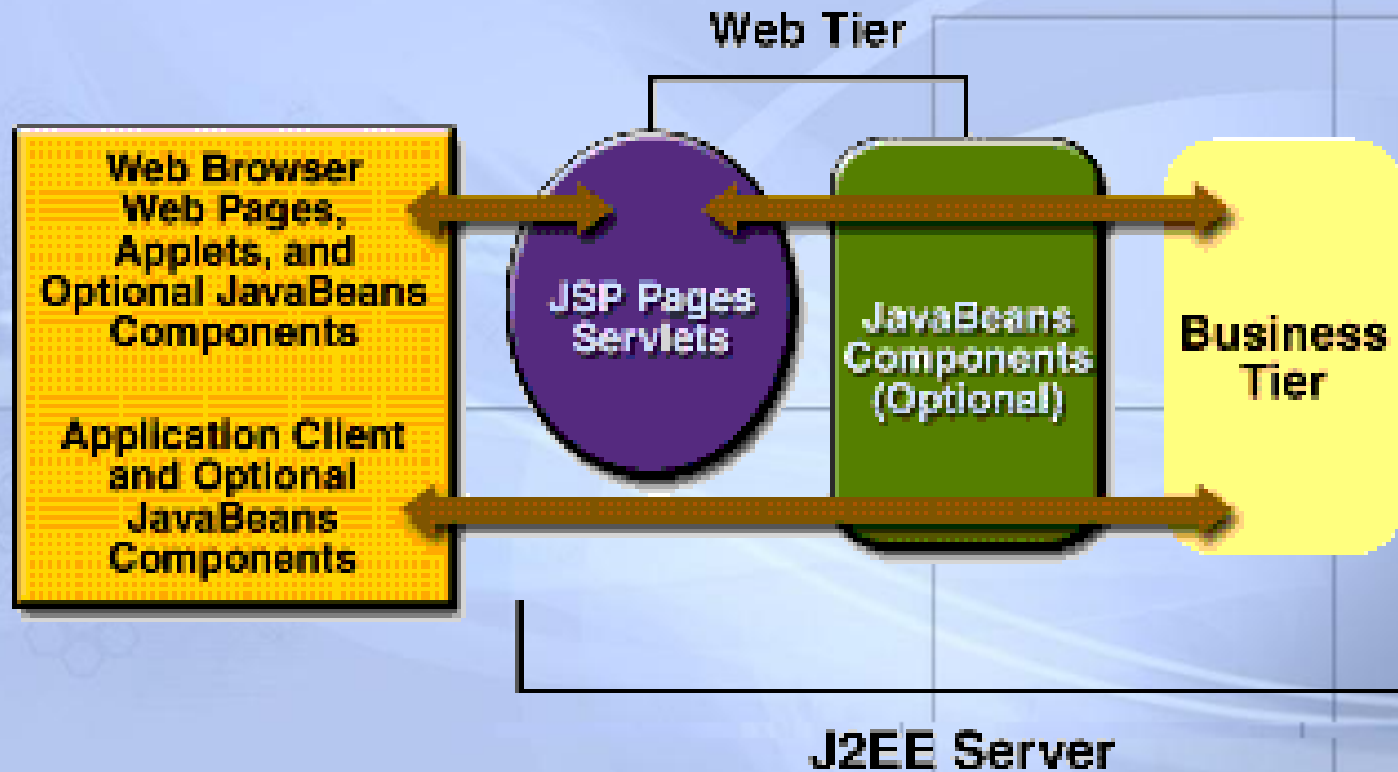 Web Tier
Web Browser
Web Pages,
Applets, and
Optional JavaBeans
Components
Application Client
and Optional
JavaBeans
Components
JSP Pages
Servlets
JavaBeans
Components
(Optional)
Business
Tier
J2EE Server